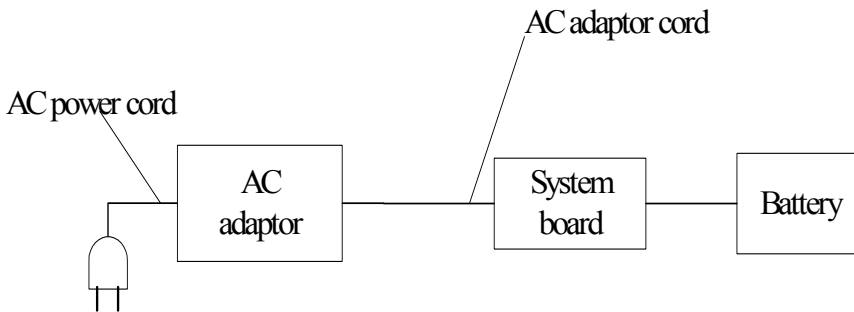 AC adaptor cord
AC power cord
AC
adaptor
System
board
Battery